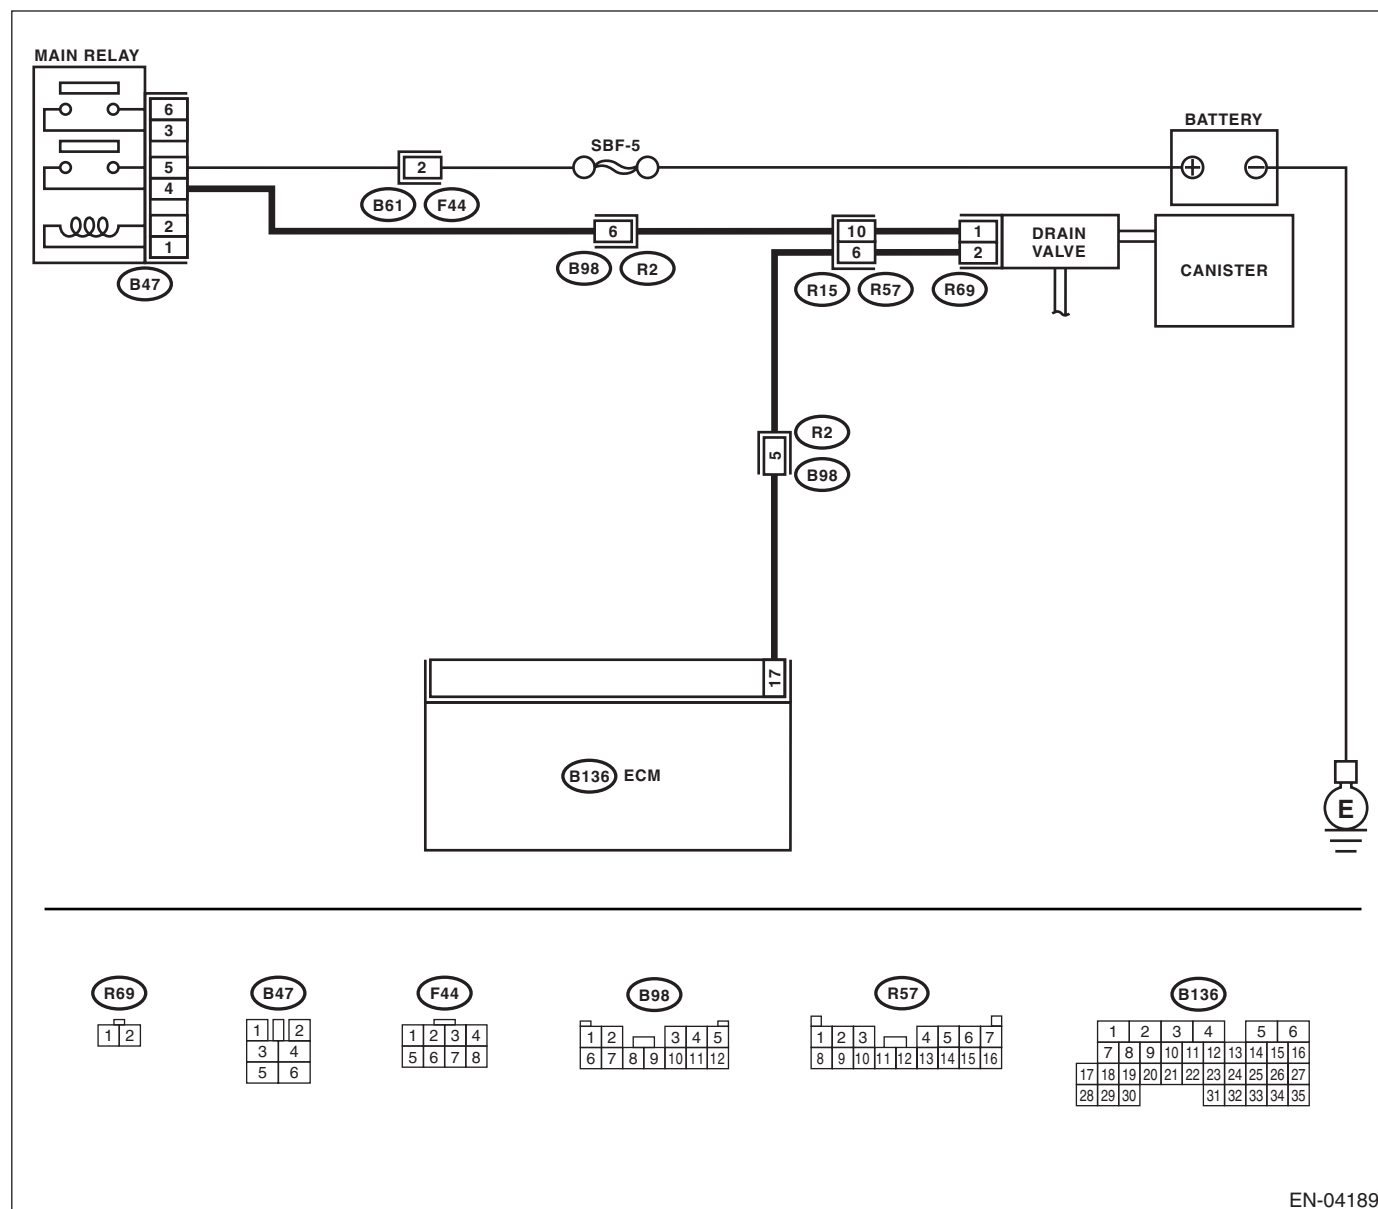 MAIN RELAY
6
3
5
4
2
1
B47
2
B61 F44
SBF-5
BATTERY
6
B98 R2
10
6
R15 R57
1
2
R69
DRAIN
VALVE
CANISTER
R2
5
B98
17
B136 ECM
E
R69
1 2
B47
1 2
3 4
5 6
F44
1 2 3 4
5 6 7 8
B98
1 2 3 4 5
6 7 8 9 10 11 12
R57
1 2 3 4 5 6 7
8 9 10 11 12 13 14 15 16
B136
1 2 3 4 5 6
7 8 9 10 11 12 13 14 15 16
17 18 19 20 21 22 23 24 25 26 27
28 29 30 31 32 33 34 35
EN-04189